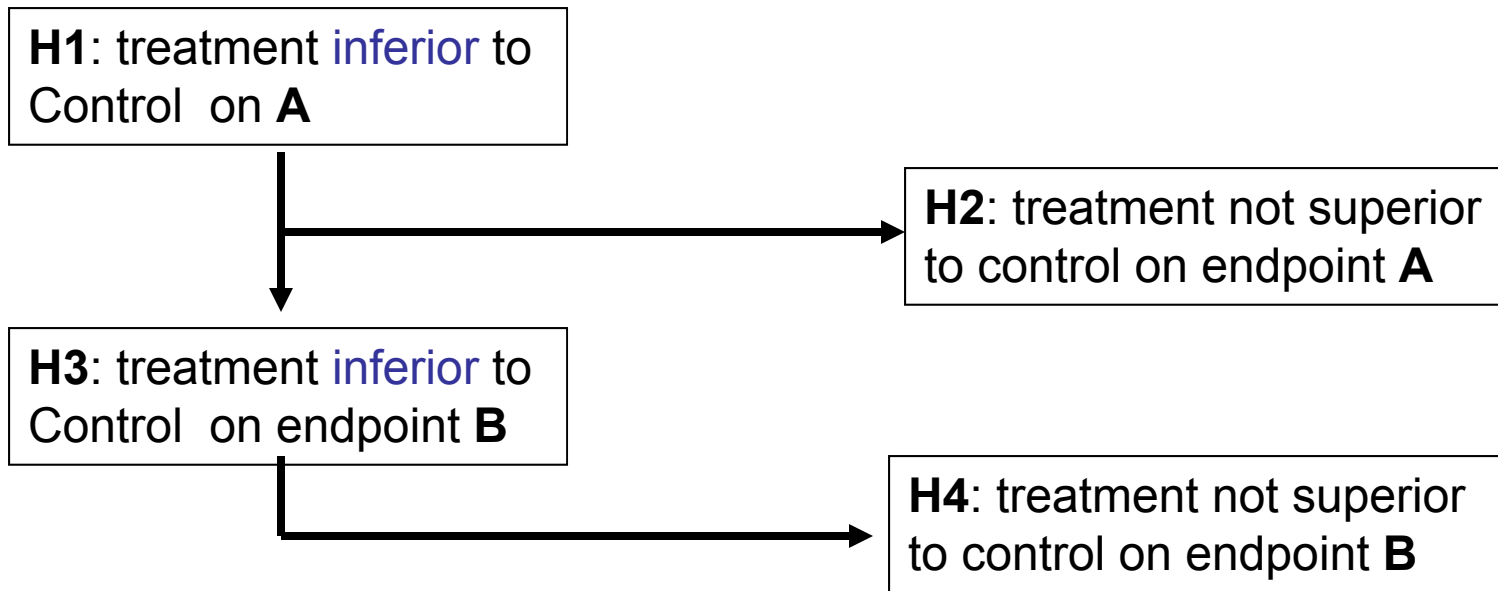 H1: treatment inferior to
Control on A
H2: treatment not superior
to control on endpoint A
H3: treatment inferior to
Control on endpoint B
H4: treatment not superior
to control on endpoint B